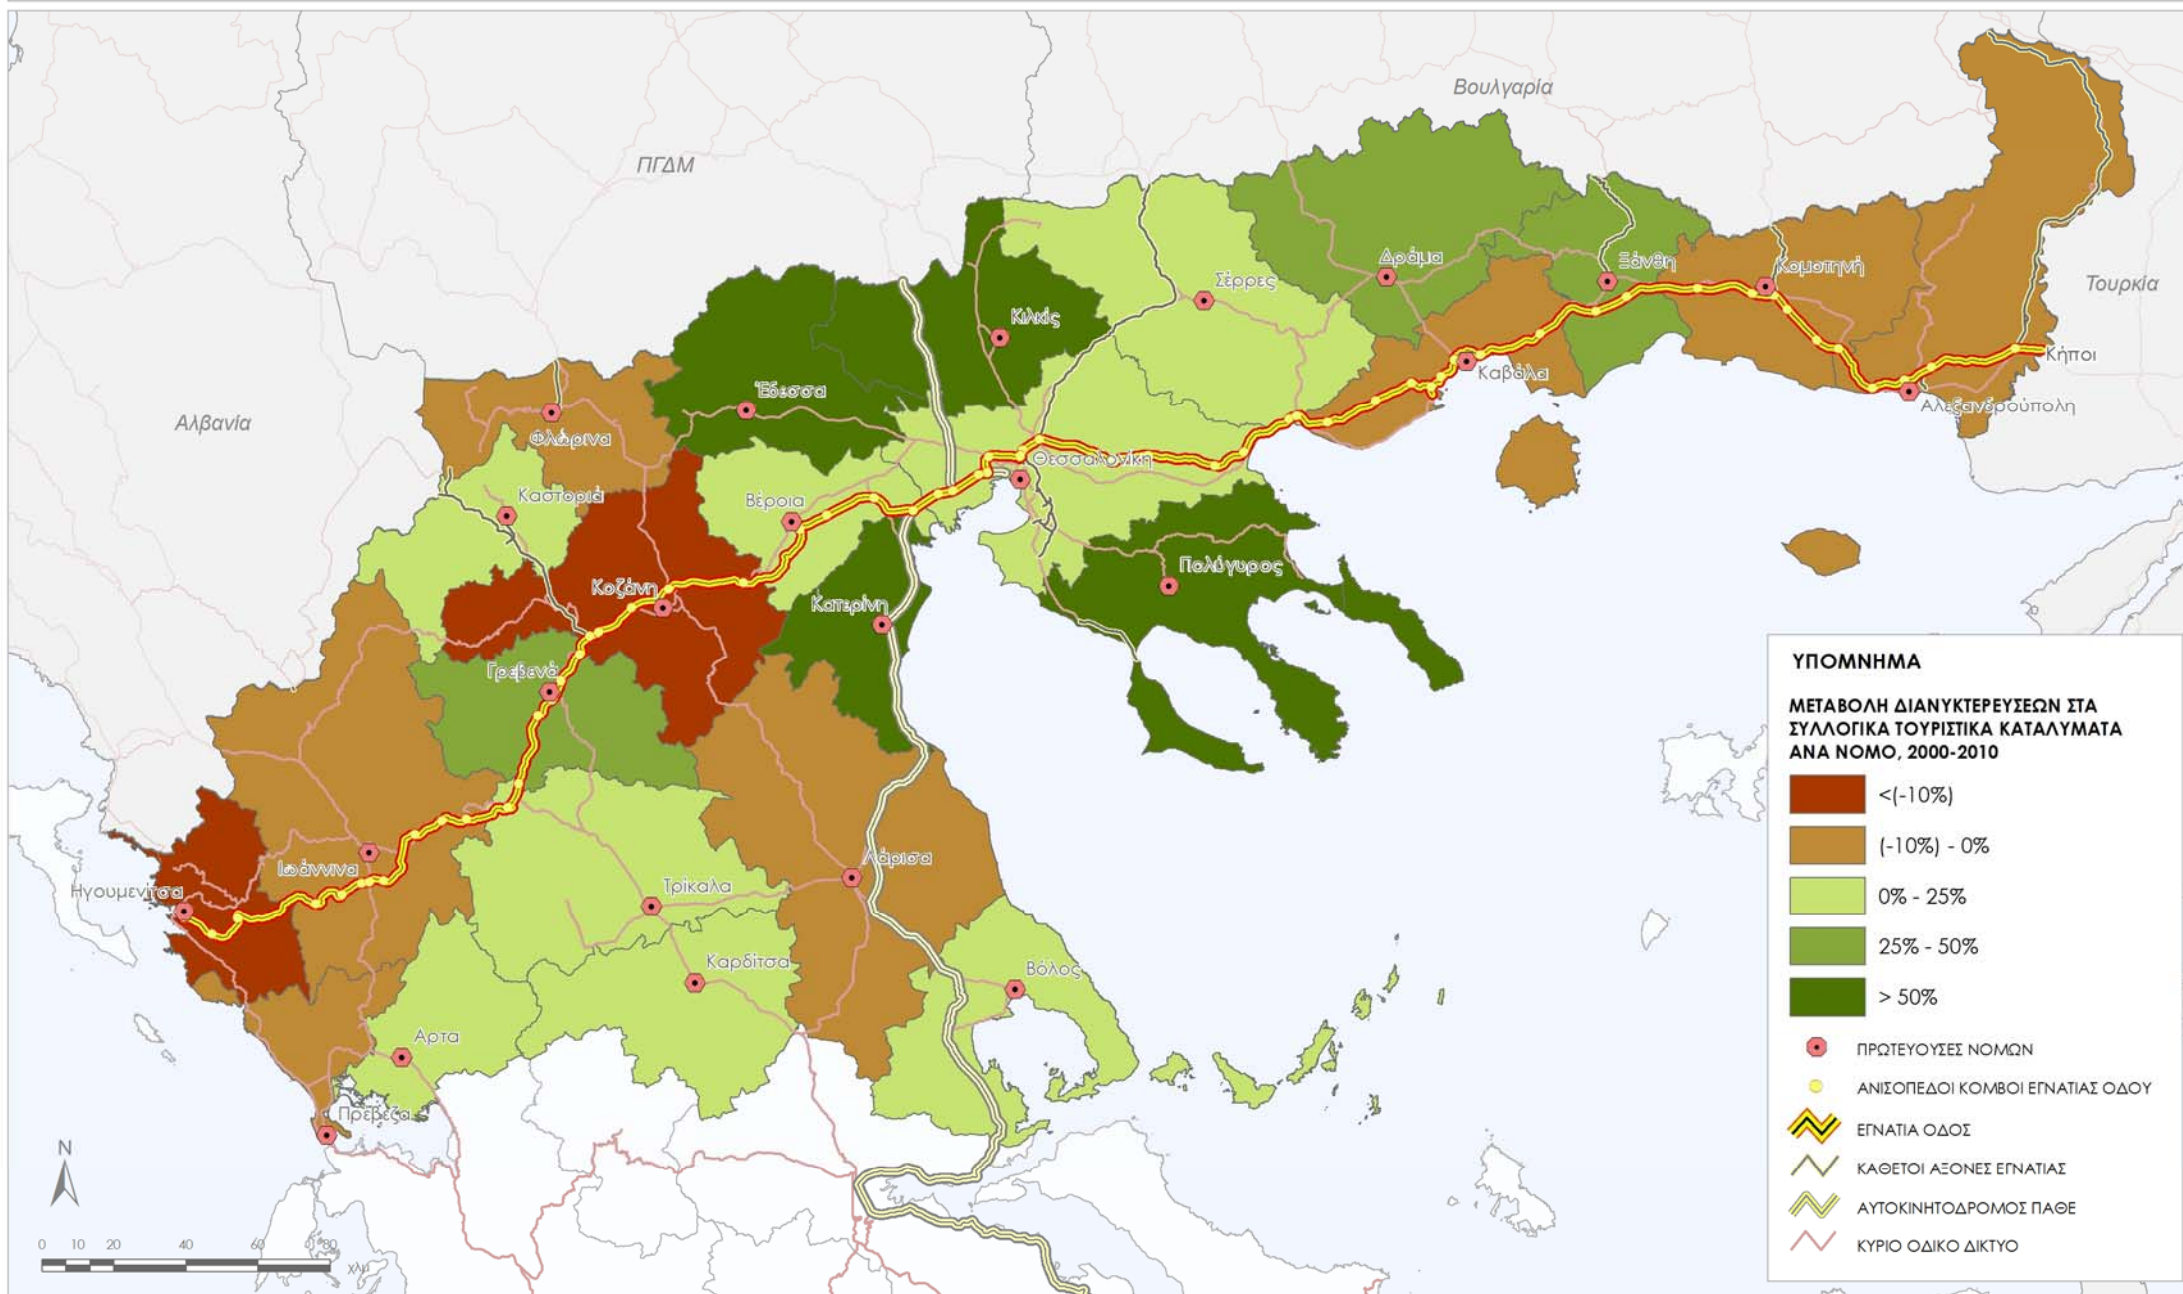 Βουλγαρία
ΠΓΔΜ
Τουρκία
Αλβανία
Δράμα
Ξάνθη
Κομοτηνή
Σέρρες
Κιλκίς
Κήποι
Καβάλα
Έδεσσα
Αλεξανδρούπολη
Φλώρινα
Θεσσαλονίκη
Καστοριά
Βέροια
Πολύγυρος
Κοζάνη
Κατερίνη
Γρεβενά
Λάρισα
Ιωάννινα
Ηγουμενίτσα
Τρίκαλα
Καρδίτσα
Βόλος
Αρτα
Πρέβεζα
N
0 10 20 40 60 80
χλμ
ΥΠΟΜΝΗΜΑ
ΜΕΤΑΒΟΛΗ ΔΙΑΝΥΚΤΕΡΕΥΣΕΩΝ ΣΤΑ
ΣΥΛΛΟΓΙΚΑ ΤΟΥΡΙΣΤΙΚΑ ΚΑΤΑΛΥΜΑΤΑ
ΑΝΑ ΝΟΜΟ, 2000-2010
<(-10%)
(-10%) - 0%
0% - 25%
25% - 50%
> 50%
ΠΡΩΤΕΥΟΥΣΕΣ ΝΟΜΩΝ
ΑΝΙΣΟΠΕΔΟΙ ΚΟΜΒΟΙ ΕΓΝΑΤΙΑΣ ΟΔΟΥ
ΕΓΝΑΤΙΑ ΟΔΟΣ
ΚΑΘΕΤΟΙ ΑΞΟΝΕΣ ΕΓΝΑΤΙΑΣ
ΑΥΤΟΚΙΝΗΤΟΔΡΟΜΟΣ ΠΑΘΕ
ΚΥΡΙΟ ΟΔΙΚΟ ΔΙΚΤΥΟ